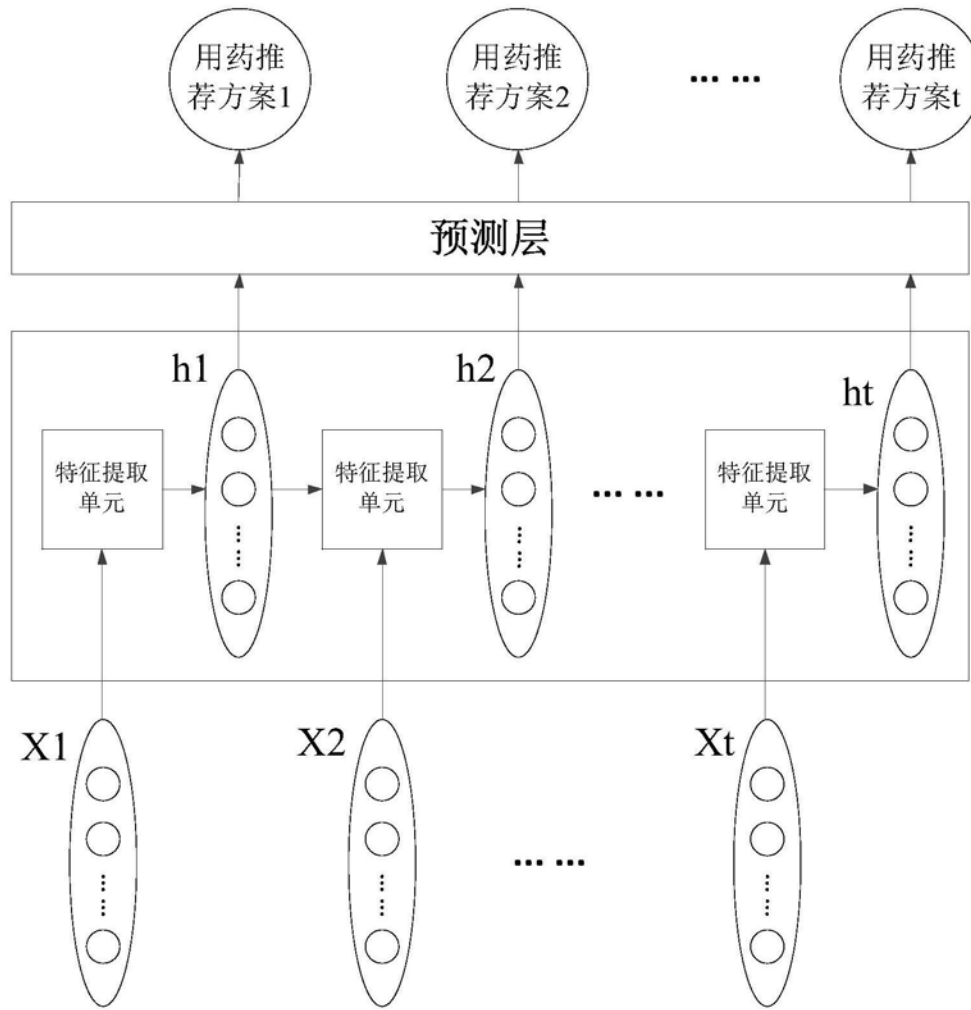 用药推
荐方案1
用药推
荐方案2
…… 
用药推
荐方案t
预测层
h1
h2
ht
特征提取
单元
特征提取
单元
……
特征提取
单元
X1
X2
Xt
……